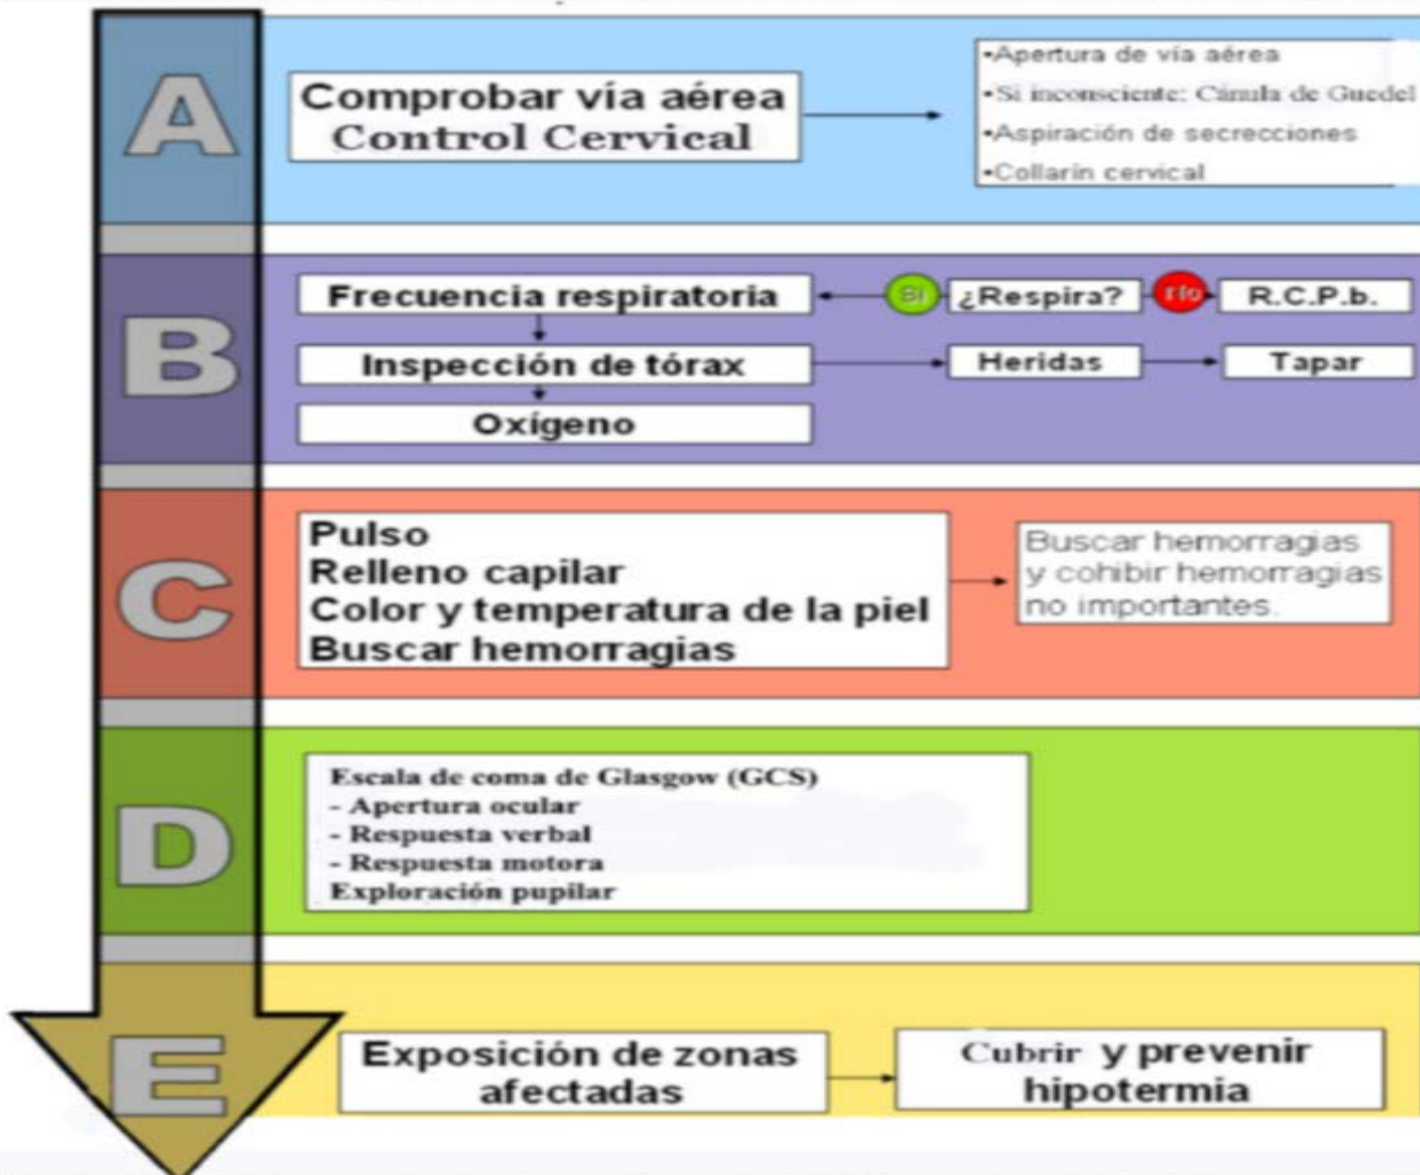 A
Comprobar vía aérea
Control Cervical
•Apertura de vía aérea
•Si inconsciente: Cánula de Guedel
•Aspiración de secrecciones
•Collarín cervical
B
Frecuencia respiratoria
Si
¿Respira?
No
R.C.P.b.
Inspección de tórax
Heridas
Tapar
Oxígeno
C
Pulso
Relleno capilar
Color y temperatura de la piel
Buscar hemorragias
Buscar hemorragias
y cohibir hemorragias
no importantes.
D
Escala de coma de Glasgow (GCS)
- Apertura ocular
- Respuesta verbal
- Respuesta motora
Exploración pupilar
E
Exposición de zonas
afectadas
Cubrir y prevenir
hipotermia